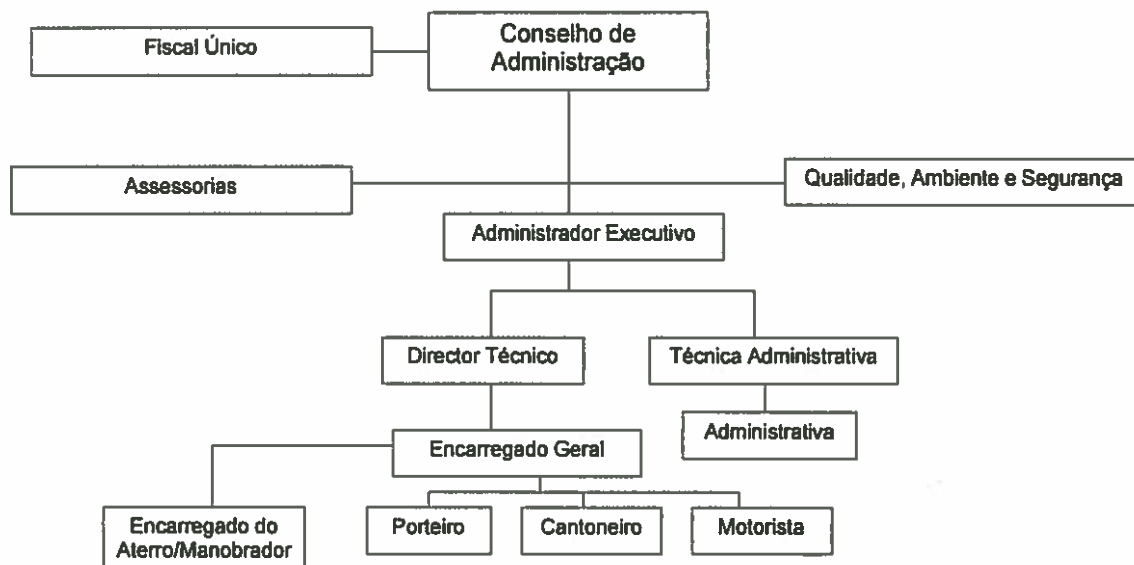 Fiscal Único
Conselho de
Administração
Assessorias
Qualidade, Ambiente e Segurança
Administrador Executivo
Director Técnico
Técnica Administrativa
Administrativa
Encarregado Geral
Encarregado do
Aterro/Manobrador
Porteiro
Cantoneiro
Motorista